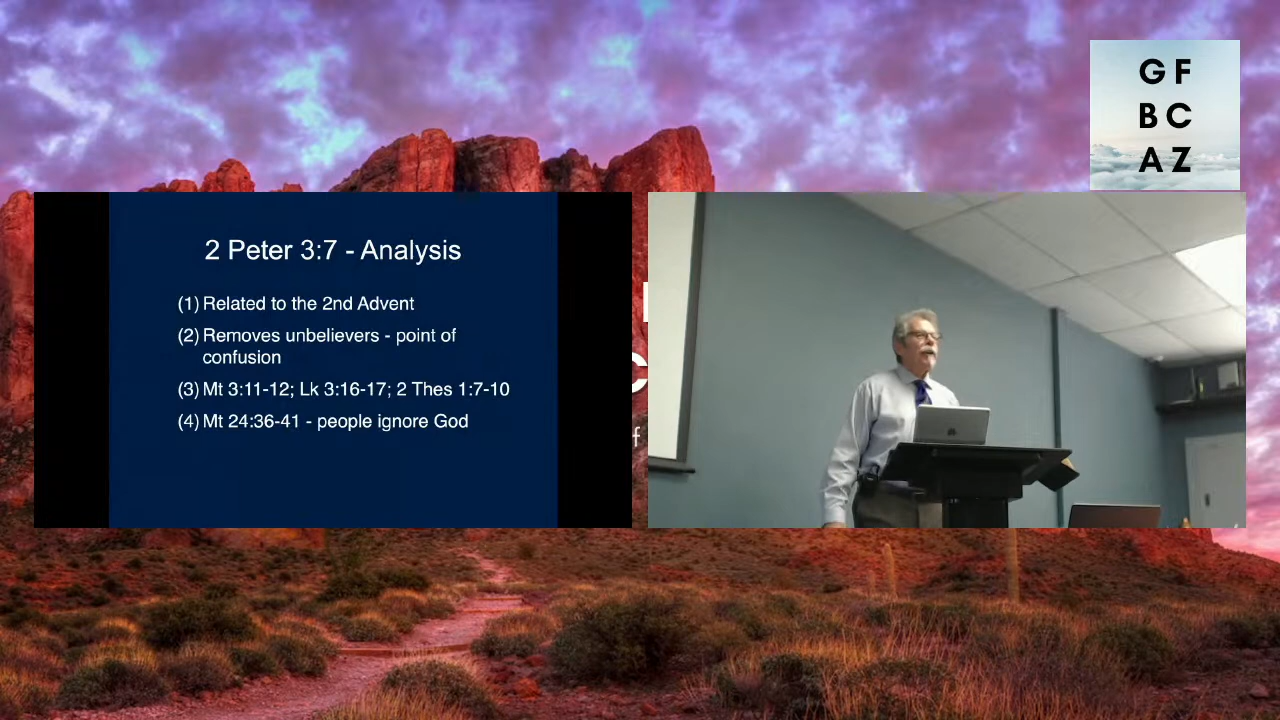 G F
B C
A Z
2 Peter 3:7 - Analysis
(1) Related to the 2nd Advent
(2) Removes unbelievers - point of
confusion
(3) Mt 3:11-12; Lk 3:16-17; 2 Thes 1:7-10
(4) Mt 24:36-41 - people ignore God